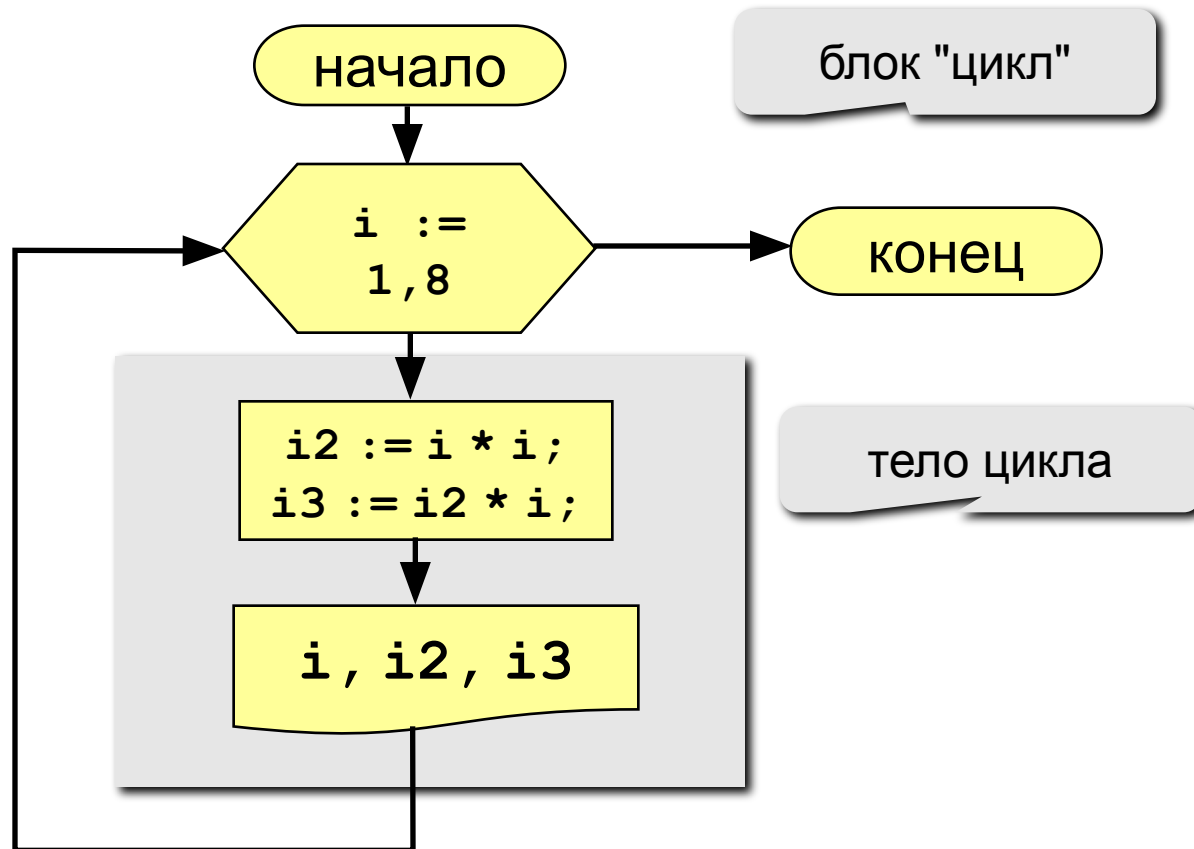 начало
блок "цикл"
i :=
1,8
конец
i2 := i * i;
i3 := i2 * i;
тело цикла
i, i2, i3